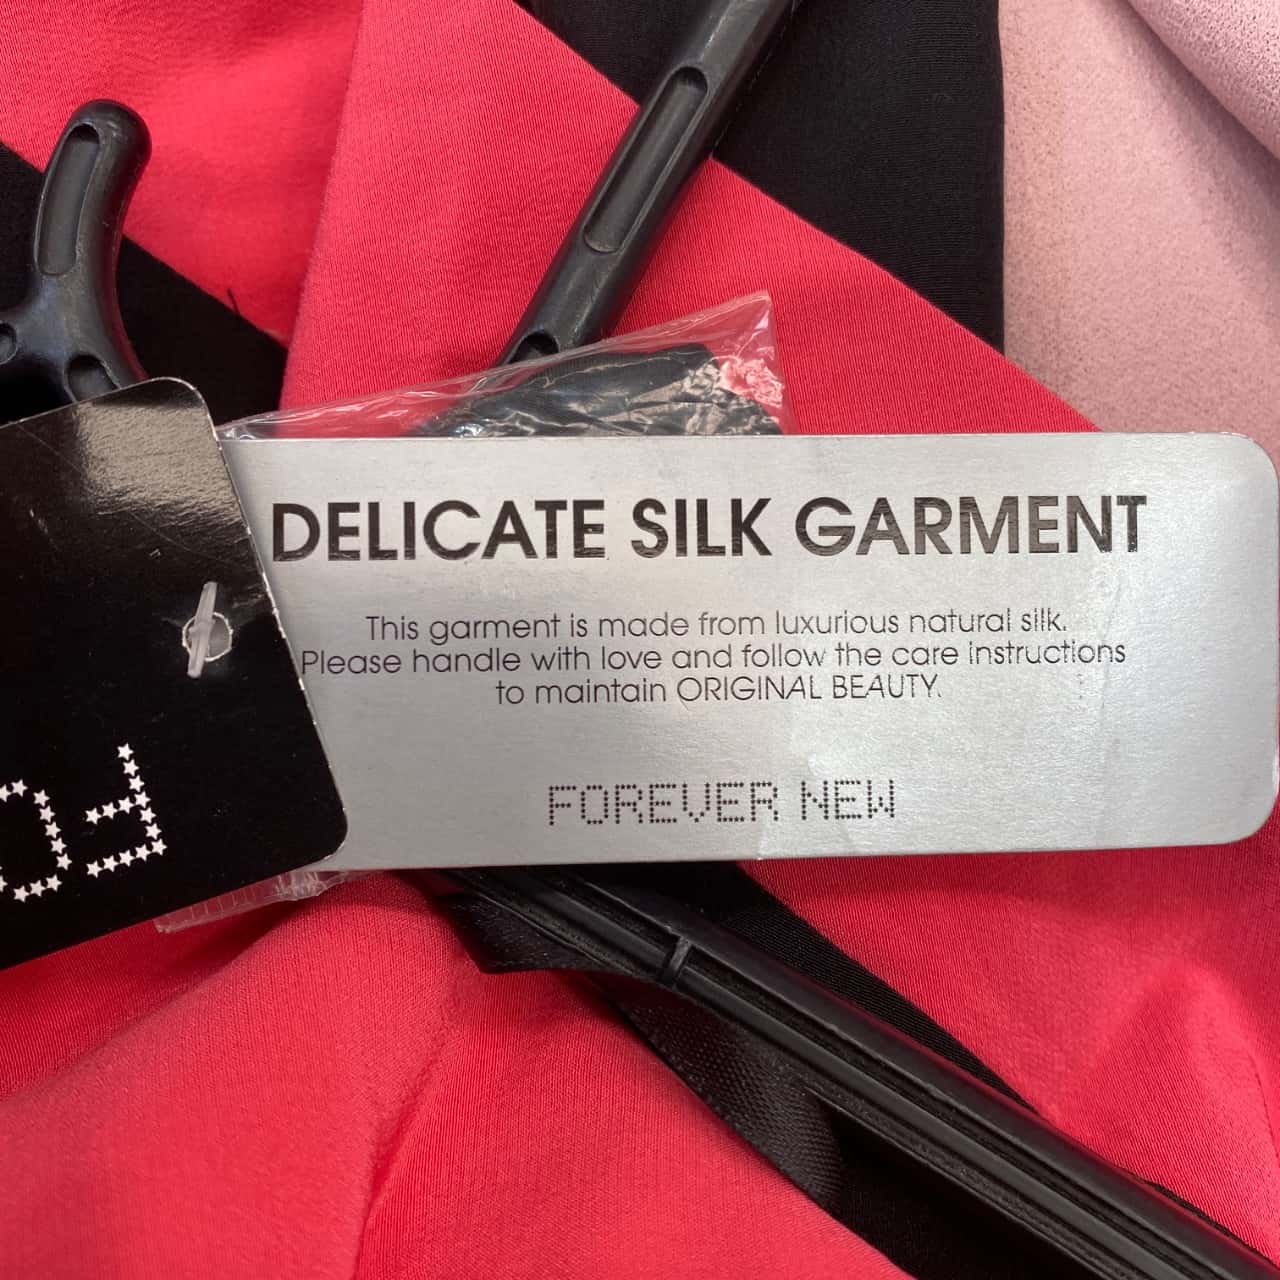 DELICATE SILK GARMENT
This garment is made from luxurious natural silk.
Please handle with love and follow the care instructions
to maintain ORIGINAL BEAUTY.
FOREVER NEW
FO